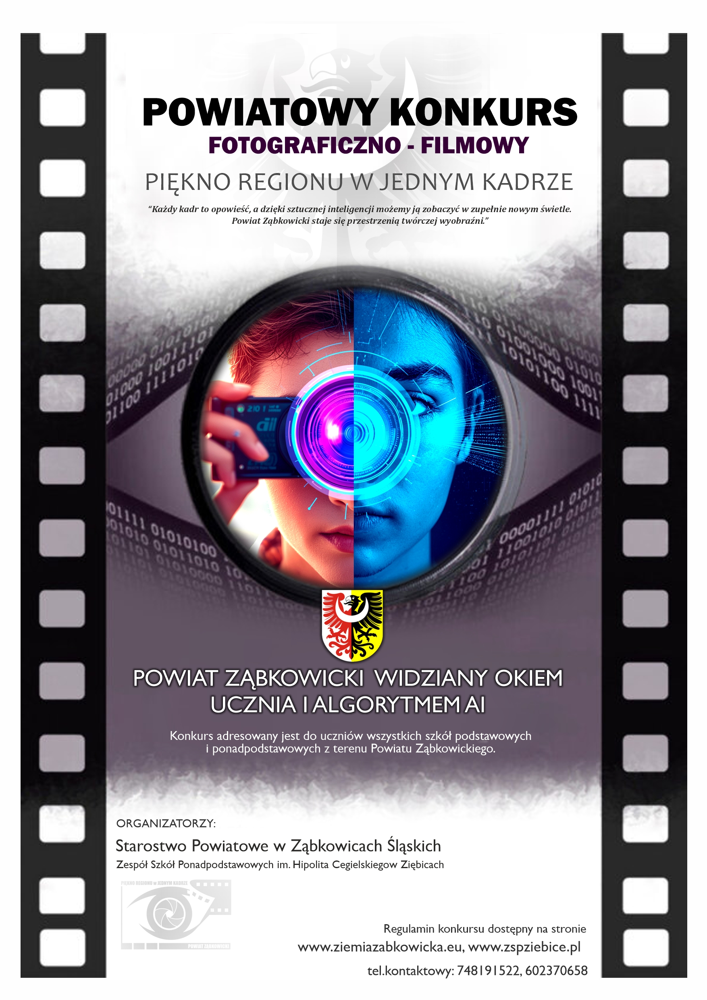 POWIATOWY KONKURS
FOTOGRAFICZNO - FILMOWY
PIĘKNO REGIONU W JEDNYM KADRZE
“Każdy kadr to opowieść, a dzięki sztucznej inteligencji możemy ją zobaczyć w zupełnie nowym świetle.
Powiat Ząbkowicki staje się przestrzenią twórczej wyobraźni.”
POWIAT ZĄBKOWICKI WIDZIANY OKIEM
UCZNIA I ALGORYTMEM AI
Konkurs adresowany jest do uczniów wszystkich szkół podstawowych
i ponadpodstawowych z terenu Powiatu Ząbkowickiego.
ORGANIZATORZY:
Starostwo Powiatowe w Ząbkowicach Śląskich
Zespół Szkół Ponadpodstawowych im. Hipolita Cegielskiegow Ziębicach
PIĘKNO REGIONU w JEDNYM KADRZE
POWIAT ZĄBKOWICKI
Regulamin konkursu dostępny na stronie
www.ziemiazabkowicka.eu, www.zspziebice.pl
tel.kontaktowy: 748191522, 602370658